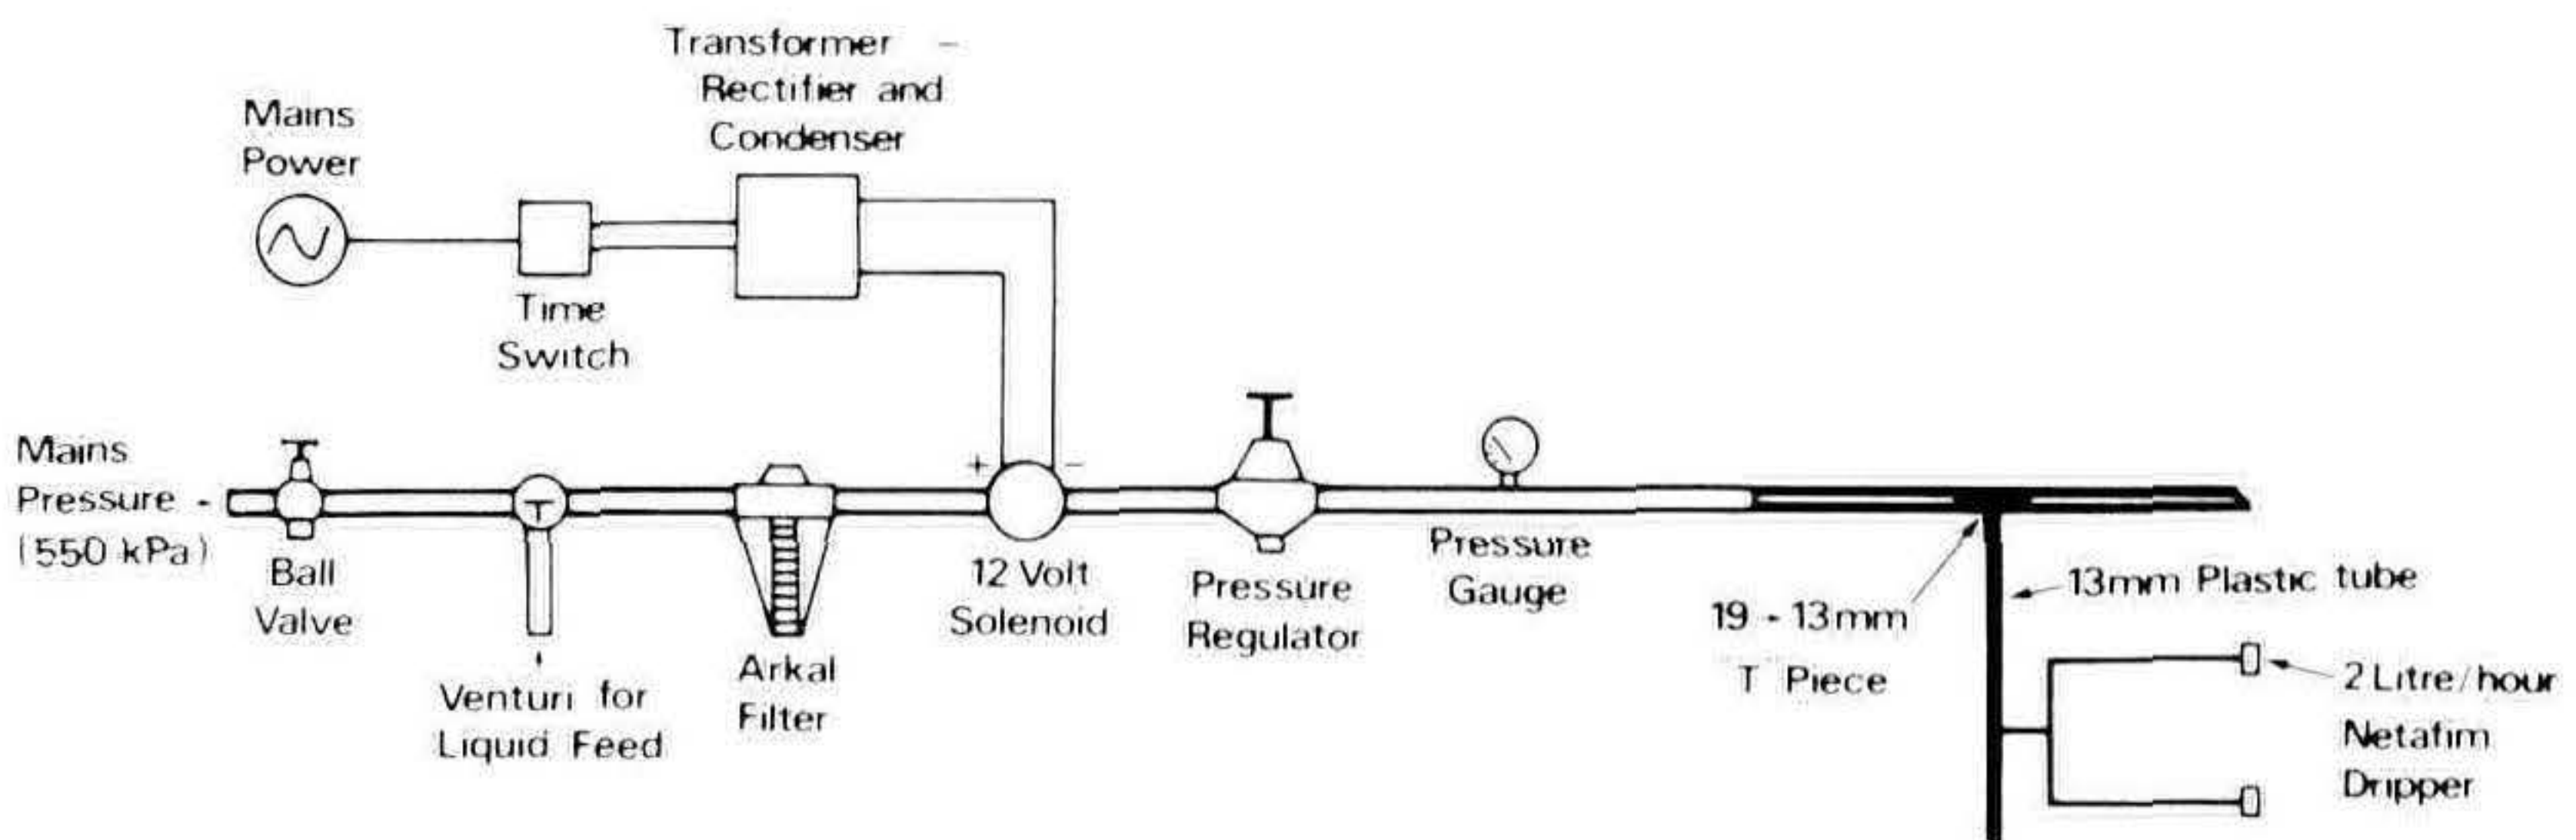 Transformer -
Rectifier and
Condenser
Mains
Power
Time
Switch
Mains
Pressure -
(550 kPa)
Ball
Valve
T
Venturi for
Liquid Feed
Arkal
Filter
+
-
12 Volt
Solenoid
Pressure
Regulator
Pressure
Gauge
19 - 13mm
T Piece
13mm Plastic tube
2 Litre/hour
Netafim
Dripper